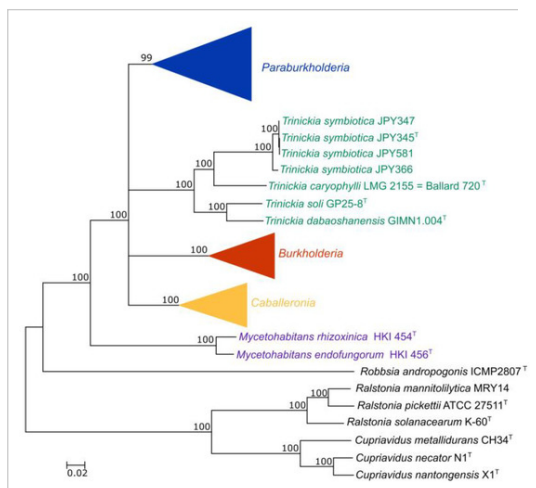 99
Paraburkholderia
Trinickia symbiotica JPY347
100
Trinickia symbiotica JPY345ᵀ
100
Trinickia symbiotica JPY581
100
Trinickia symbiotica JPY366
Trinickia caryophylli LMG 2155 = Ballard 720 ᵀ
100
Trinickia soli GP25-8ᵀ
100
Trinickia dabaoshanensis GIMN1.004ᵀ
100
100
Burkholderia
100
100
Caballeronia
100
Mycetohabitans rhizoxinica HKI 454ᵀ
Mycetohabitans endofungorum HKI 456ᵀ
Robbsia andropogonis ICMP2807ᵀ
Ralstonia mannitolilytica MRY14
100
Ralstonia pickettii ATCC 27511ᵀ
100
Ralstonia solanacearum K-60ᵀ
100
Cupriavidus metallidurans CH34ᵀ
100
Cupriavidus necator N1ᵀ
100
Cupriavidus nantongensis X1ᵀ
0.02